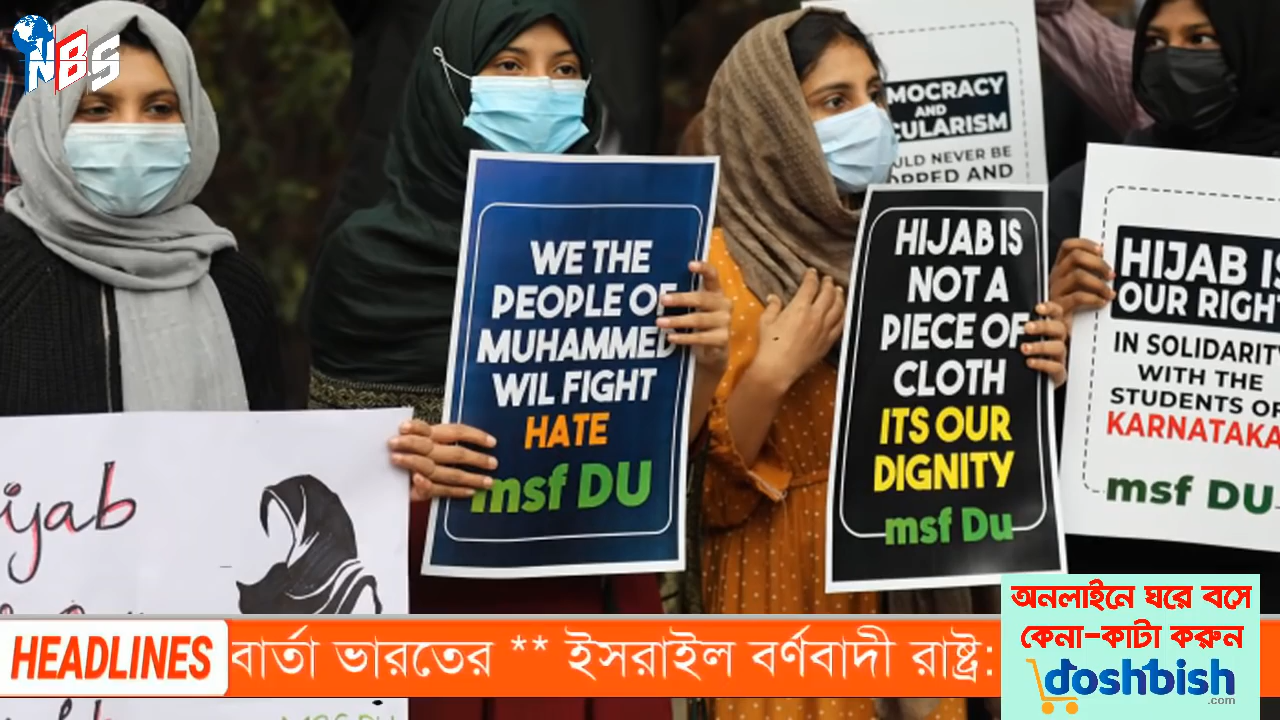 NBS
MOCRACY
AND
CULARISM
ULD NEVER BE
OPPED AND
WE THE
PEOPLE OF
MUHAMMED
WIL FIGHT
HATE
msf DU
HIJAB IS
NOT A
PIECE OF
CLOTH
ITS OUR
DIGNITY
msf Du
HIJAB IS
OUR RIGHT
IN SOLIDARITY
WITH THE
STUDENTS OF
KARNATAKA
msf DU
ijab
HEADLINES
বার্তা ভারতের ** ইসরাইল বর্ণবাদী রাষ্ট্র:
অনলাইনে ঘরে বসে
কেনা-কাটা করুন
doshbish
.com